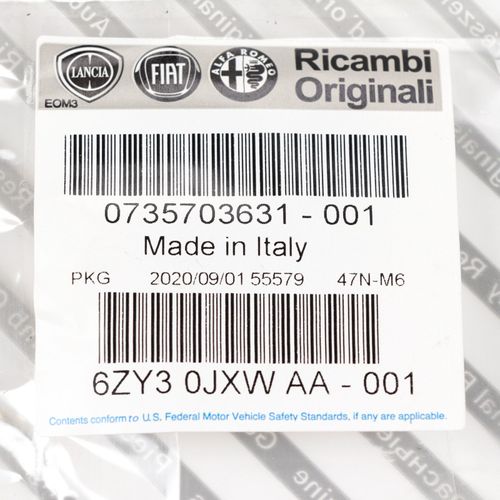 LANCIA FIAT ALFA ROMEO Ricambi
EOM3 Originali
0735703631 - 001
Made in Italy
PKG 2020/09/01 55579 47N-M6
6ZY3 0JXW AA - 001
Contents conform to U.S. Federal Motor Vehicle Safety Standards, if any are applicable.